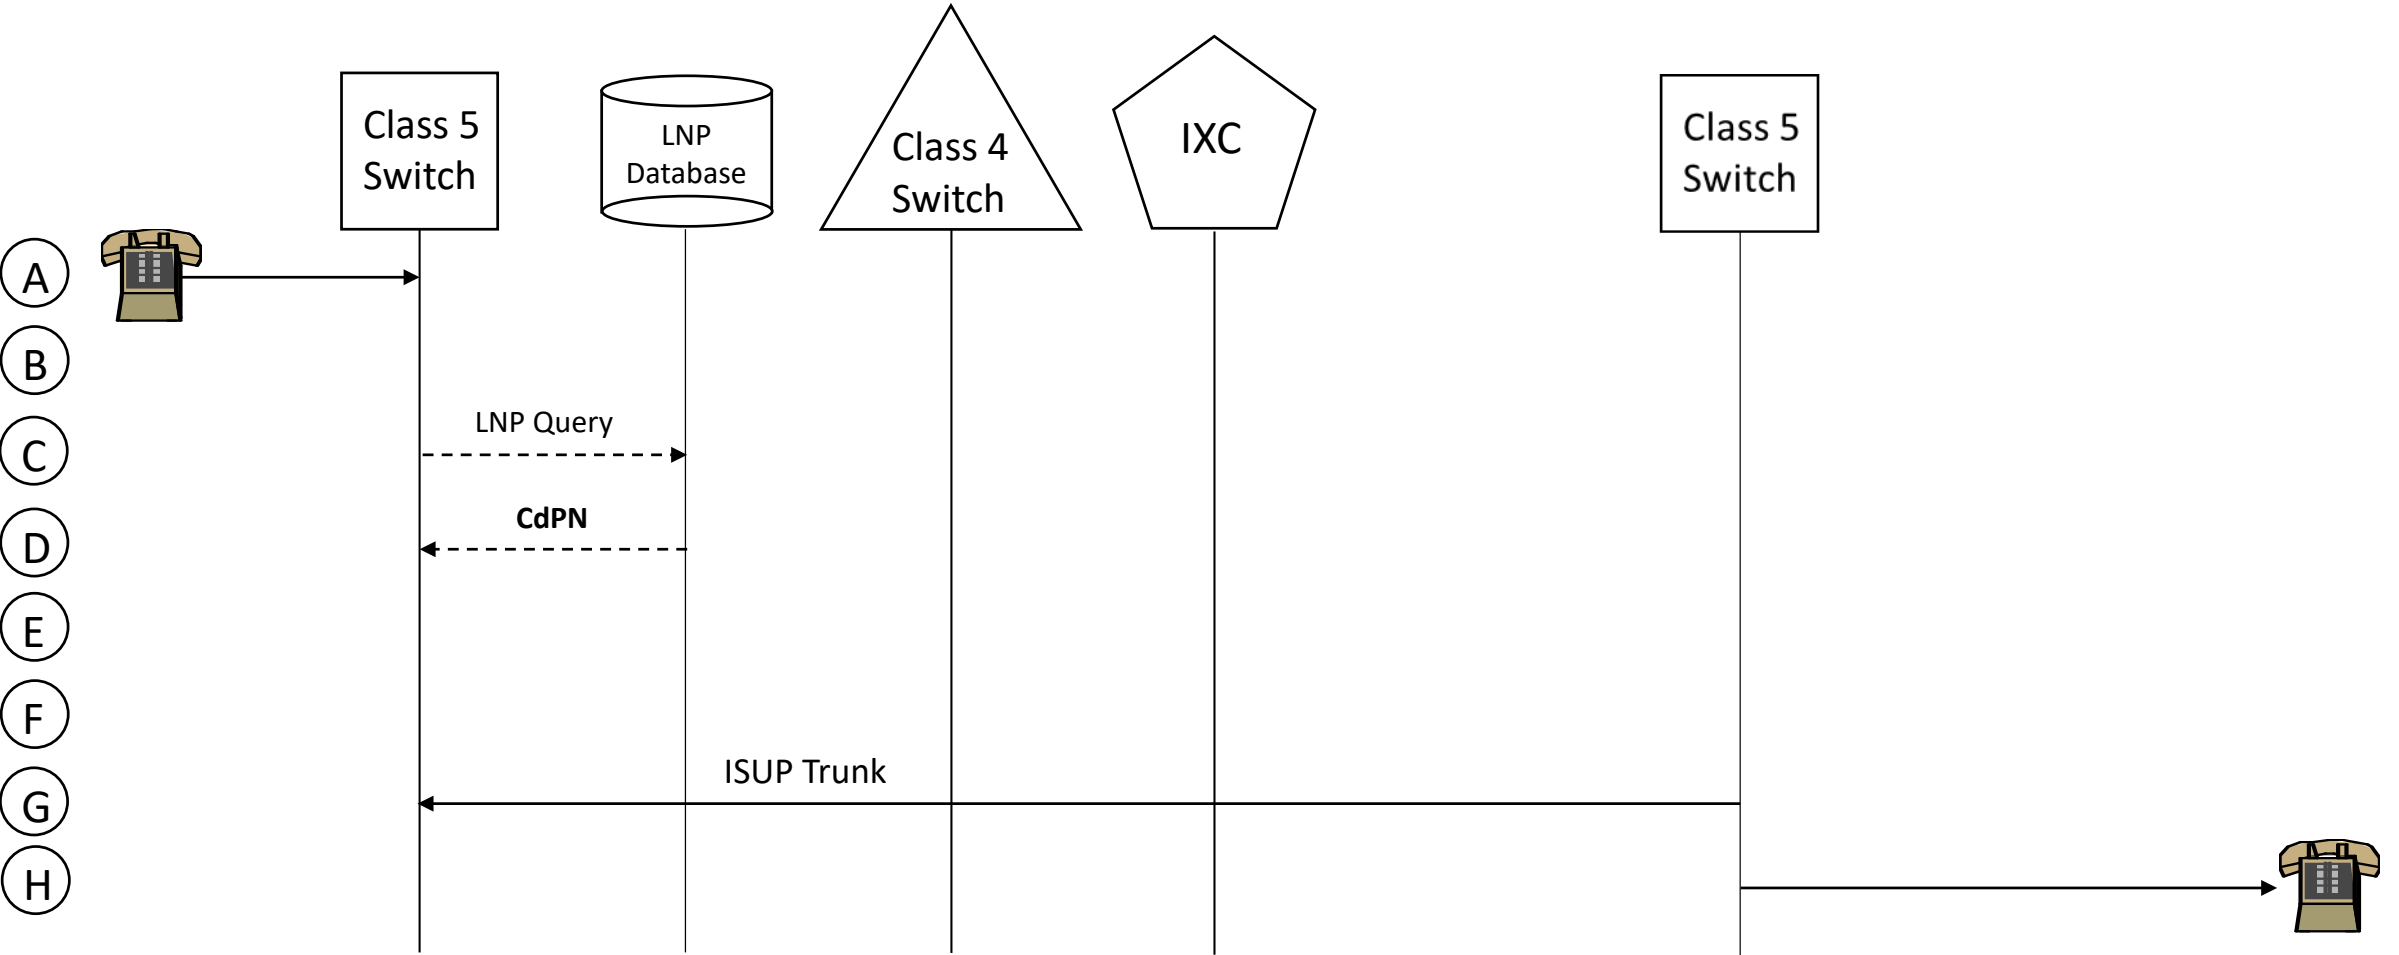 Class 5
Switch
LNP
Database
Class 4
Switch
IXC
Class 5
Switch
A
B
C
LNP Query
D
CdPN
E
F
G
ISUP Trunk
H